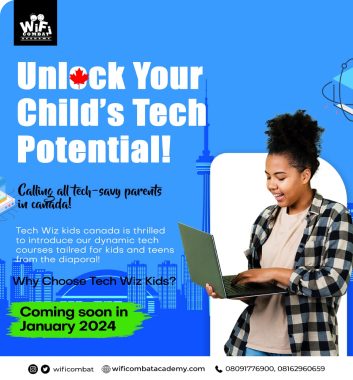 WiFi
COMBAT
ACADEMY
Unlock Your
Child's Tech
Potential!
Calling all tech-savy parents
in canada!
Tech Wiz kids canada is thrilled
to introduce our dynamic tech
courses tailred for kids and teens
from the diaporal!
Why Choose Tech Wiz Kids?
Coming soon in
January 2024
wificombat
wificombatacademy.com
08091776900, 08162960659